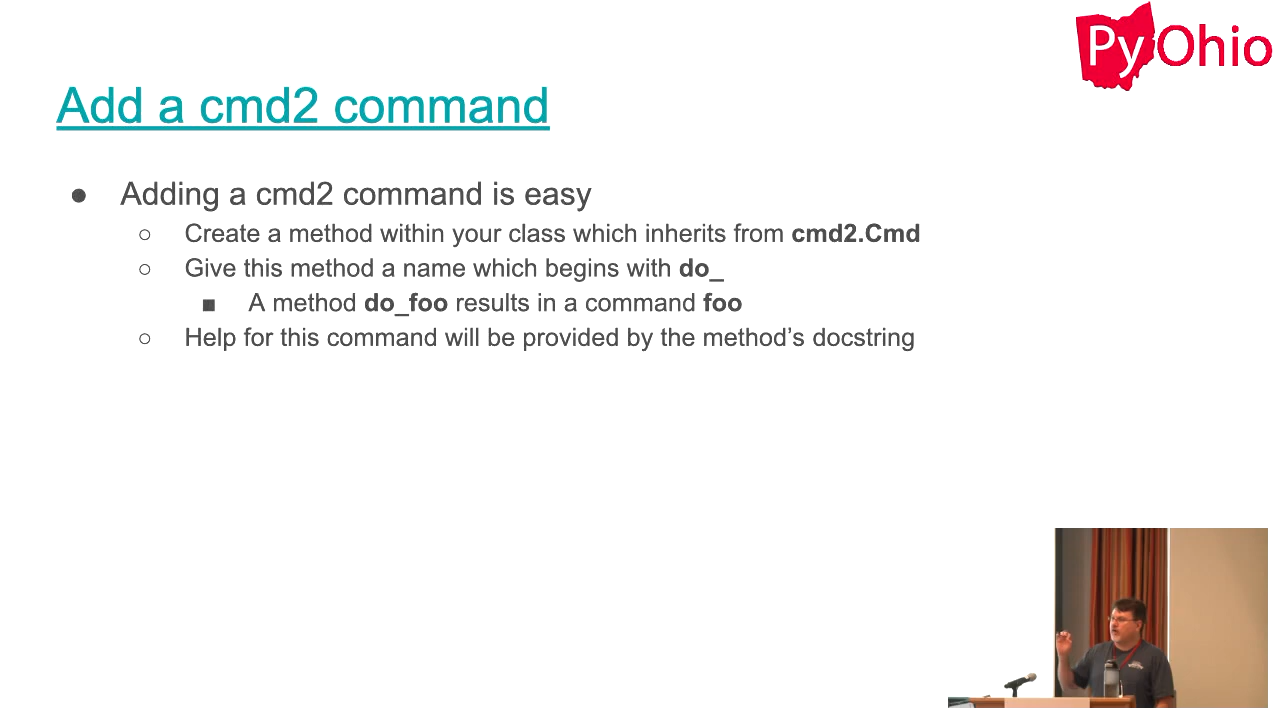 PyOhio
Add a cmd2 command
● Adding a cmd2 command is easy
○ Create a method within your class which inherits from cmd2.Cmd
○ Give this method a name which begins with do_
■ A method do_foo results in a command foo
○ Help for this command will be provided by the method’s docstring